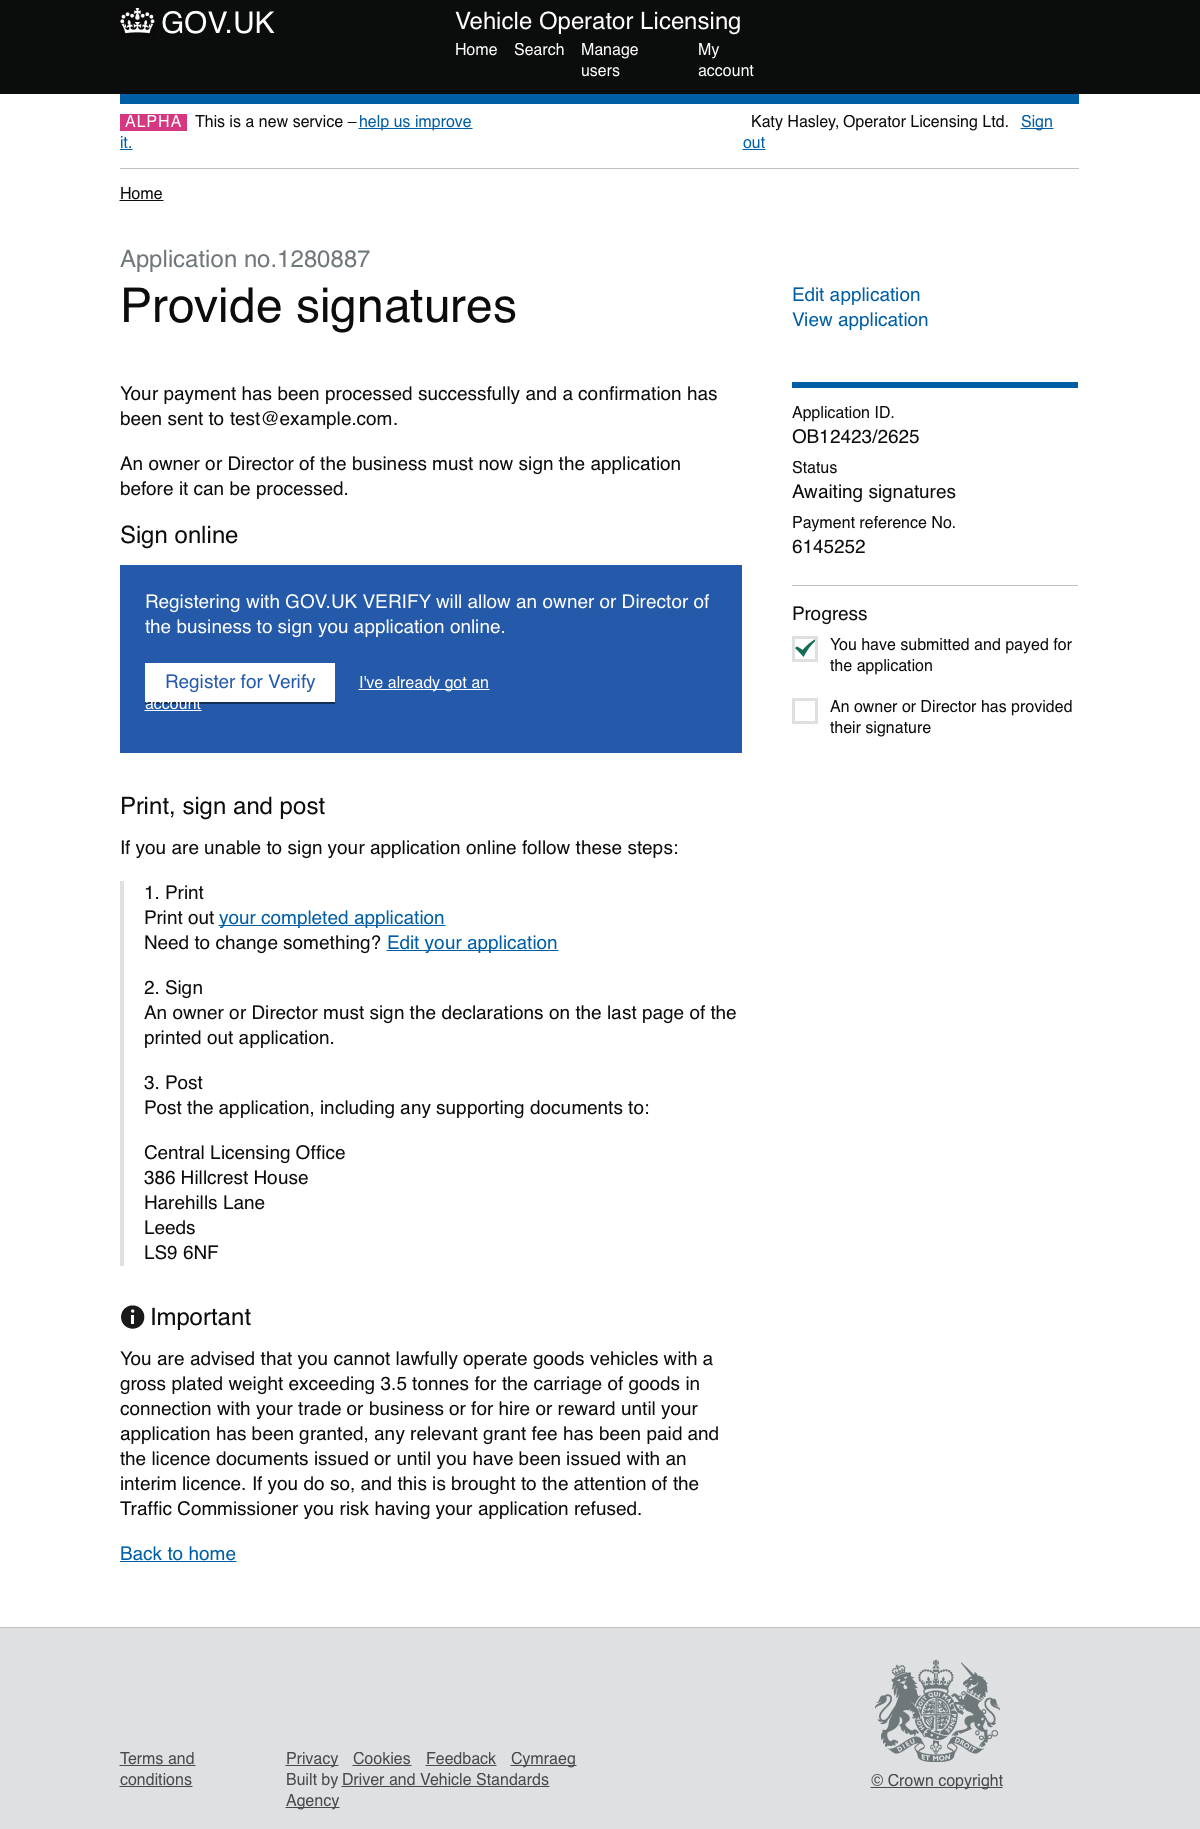 GOV.UK
Vehicle Operator Licensing
Home Search Manage users My account
ALPHA This is a new service – help us improve it.
Katy Hasley, Operator Licensing Ltd. Sign out
Home
Application no.1280887
Provide signatures
Edit application
View application
Your payment has been processed successfully and a confirmation has
been sent to test@example.com.
An owner or Director of the business must now sign the application
before it can be processed.
Sign online
Registering with GOV.UK VERIFY will allow an owner or Director of
the business to sign you application online.
Register for Verify
I've already got an
account
Application ID.
OB12423/2625
Status
Awaiting signatures
Payment reference No.
6145252
Progress
You have submitted and payed for
the application
An owner or Director has provided
their signature
Print, sign and post
If you are unable to sign your application online follow these steps:
1. Print
Print out your completed application
Need to change something? Edit your application
2. Sign
An owner or Director must sign the declarations on the last page of the
printed out application.
3. Post
Post the application, including any supporting documents to:
Central Licensing Office
386 Hillcrest House
Harehills Lane
Leeds
LS9 6NF
Important
You are advised that you cannot lawfully operate goods vehicles with a
gross plated weight exceeding 3.5 tonnes for the carriage of goods in
connection with your trade or business or for hire or reward until your
application has been granted, any relevant grant fee has been paid and
the licence documents issued or until you have been issued with an
interim licence. If you do so, and this is brought to the attention of the
Traffic Commissioner you risk having your application refused.
Back to home
Terms and
conditions
Privacy Cookies Feedback Cymraeg
Built by Driver and Vehicle Standards
Agency
DIEU ET MON DROIT
© Crown copyright